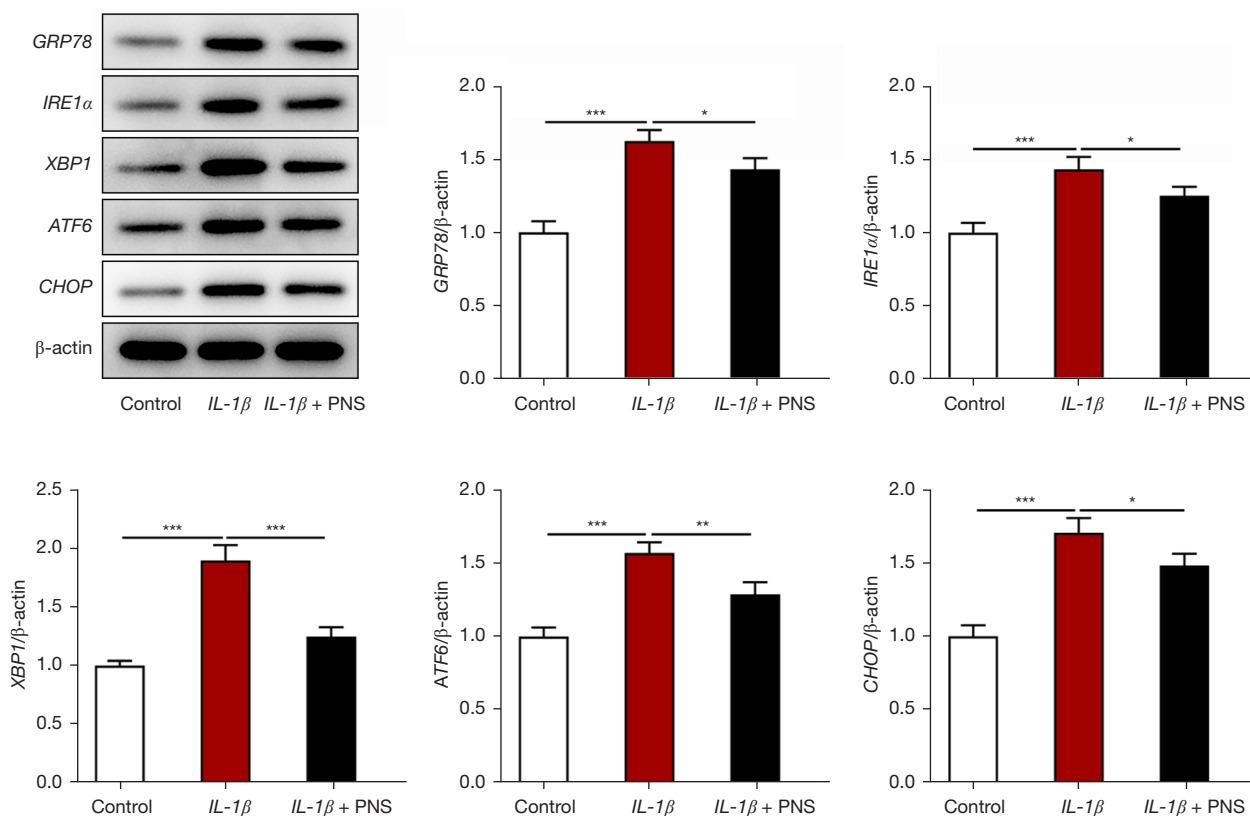 GRP78
IRE1α
XBP1
ATF6
CHOP
β-actin
Control IL-1β IL-1β + PNS
GRP78/β-actin
2.0
1.5
1.0
0.5
0.0
*** *
Control IL-1β IL-1β + PNS
IRE1α/β-actin
2.0
1.5
1.0
0.5
0.0
*** *
Control IL-1β IL-1β + PNS
XBP1/β-actin
2.5
2.0
1.5
1.0
0.5
0.0
*** ***
Control IL-1β IL-1β + PNS
ATF6/β-actin
2.0
1.5
1.0
0.5
0.0
*** **
Control IL-1β IL-1β + PNS
CHOP/β-actin
2.0
1.5
1.0
0.5
0.0
*** *
Control IL-1β IL-1β + PNS